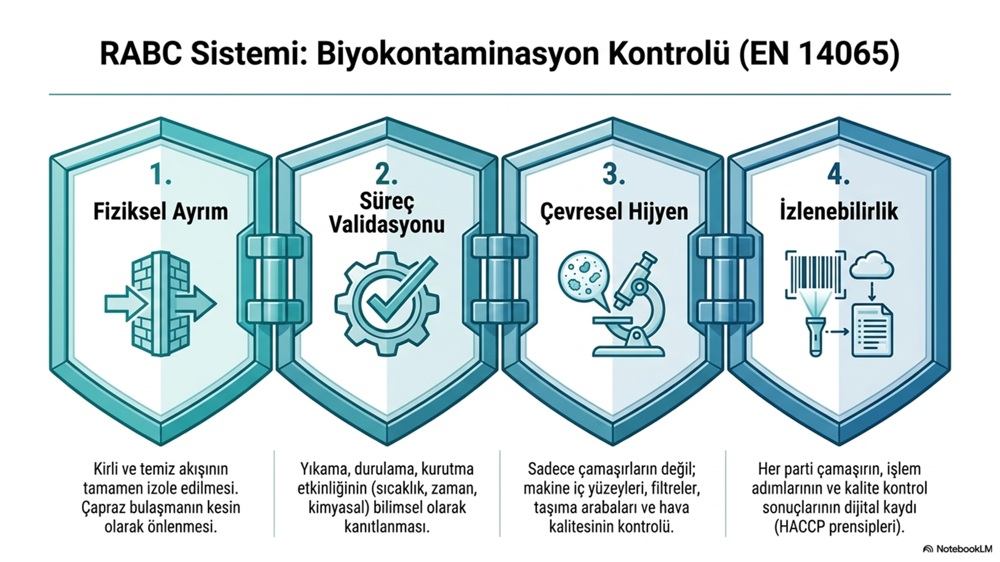 RABC Sistemi: Biyokontaminasyon Kontrolü (EN 14065)
1.
Fiziksel Ayrım
Kirli ve temiz akışının
tamamen izole edilmesi.
Çapraz bulaşmanın kesin
olarak önlenmesi.
2.
Süreç
Validasyonu
Yıkama, durulama, kurutma
etkinliğinin (sıcaklık, zaman,
kimyasal) bilimsel olarak
kanıtlanması.
3.
Çevresel Hijyen
Sadece çamaşırların değil;
makine iç yüzeyleri, filtreler,
taşıma arabaları ve hava
kalitesinin kontrolü.
4.
İzlenebilirlik
Her parti çamaşırın, işlem
adımlarının ve kalite kontrol
sonuçlarının dijital kaydı
(HACCP prensipleri).
NotebookLM